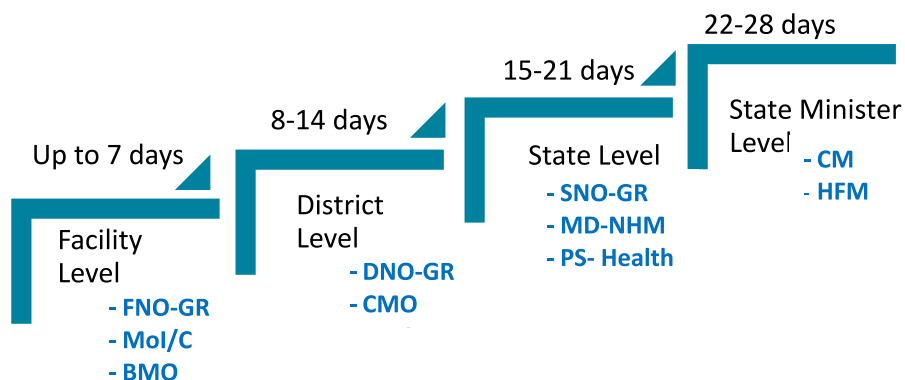 Up to 7 days
Facility
Level
- FNO-GR
- MoI/C
- BMO
8-14 days
District
Level
- DNO-GR
- CMO
15-21 days
State Level
- SNO-GR
- MD-NHM
- PS- Health
22-28 days
State Minister
Level
- CM
- HFM